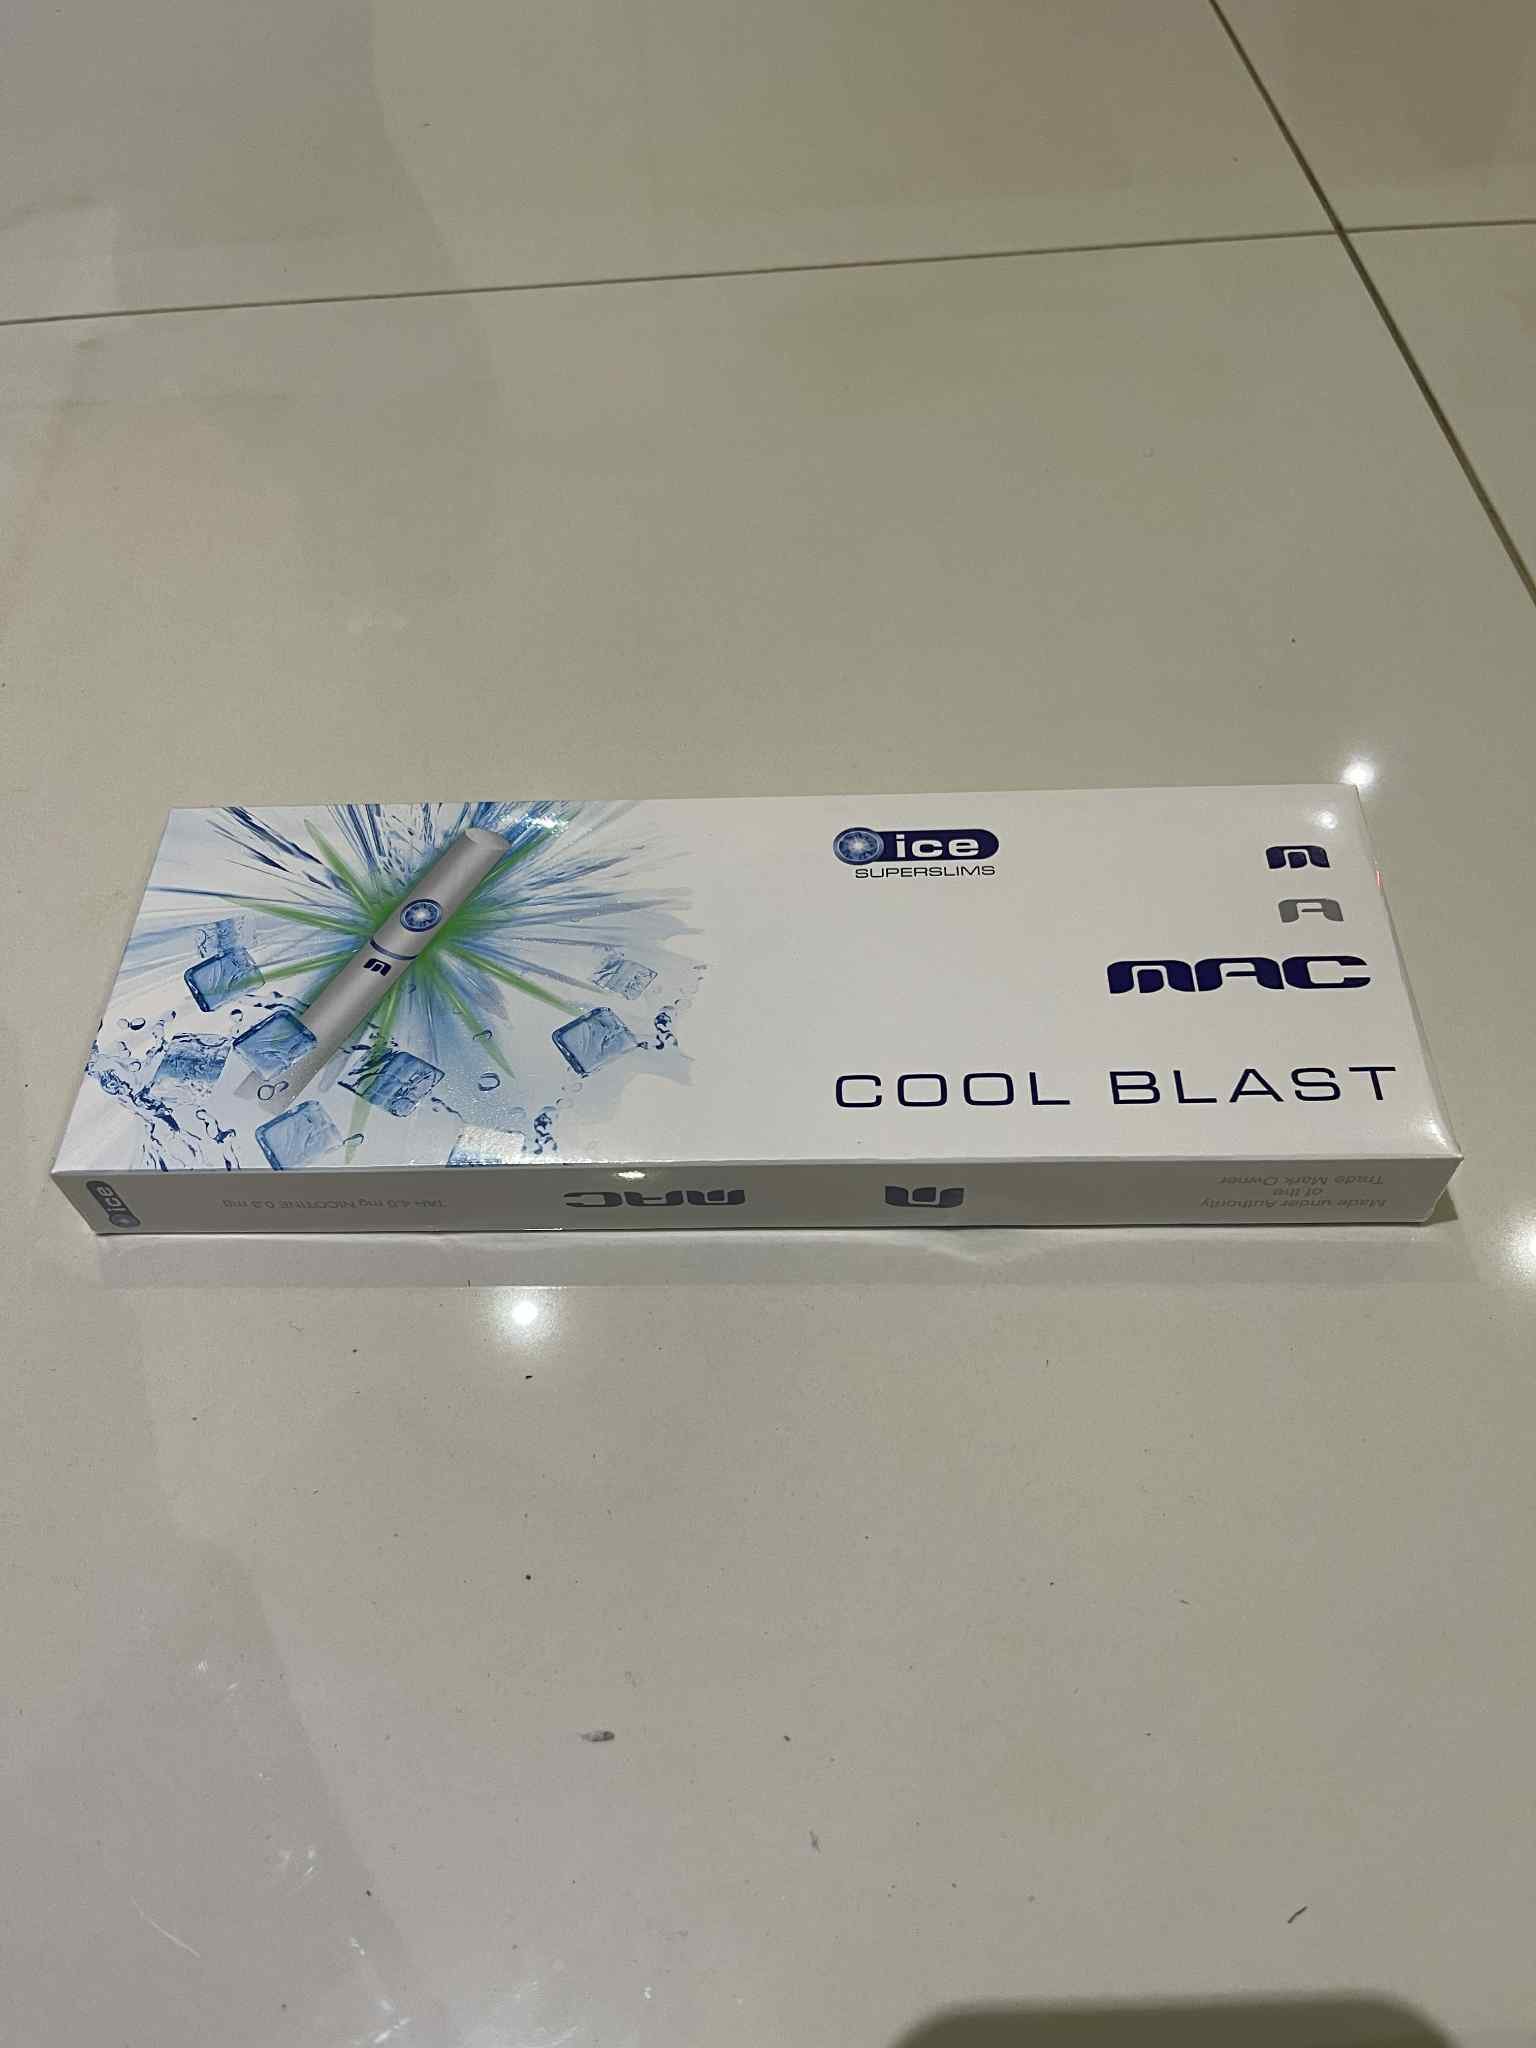 ice
SUPERSLIMS
M
A
MAC
COOL BLAST
M
ice
TAR 4.0 mg NICOTINE 0.3 mg
MAC
M
Made under Authority
of the
Trade Mark Owner